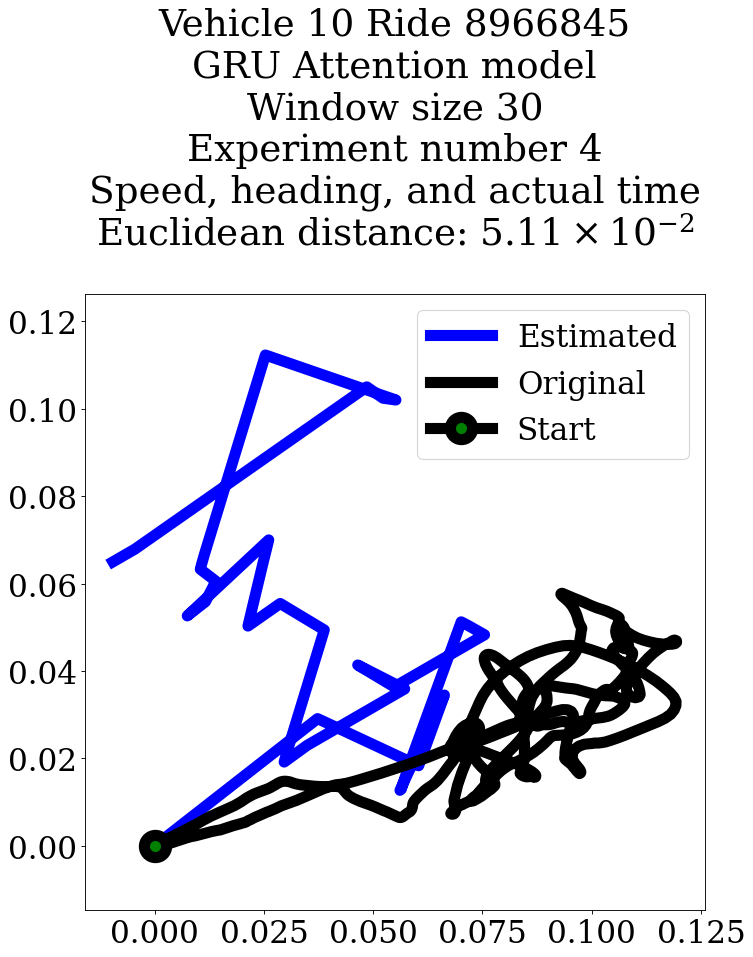 Vehicle 10 Ride 8966845
GRU Attention model
Window size 30
Experiment number 4
Speed, heading, and actual time
Euclidean distance: 5.11 × 10⁻²
Estimated
Original
Start
0.12
0.10
0.08
0.06
0.04
0.02
0.00
0.000 0.025 0.050 0.075 0.100 0.125